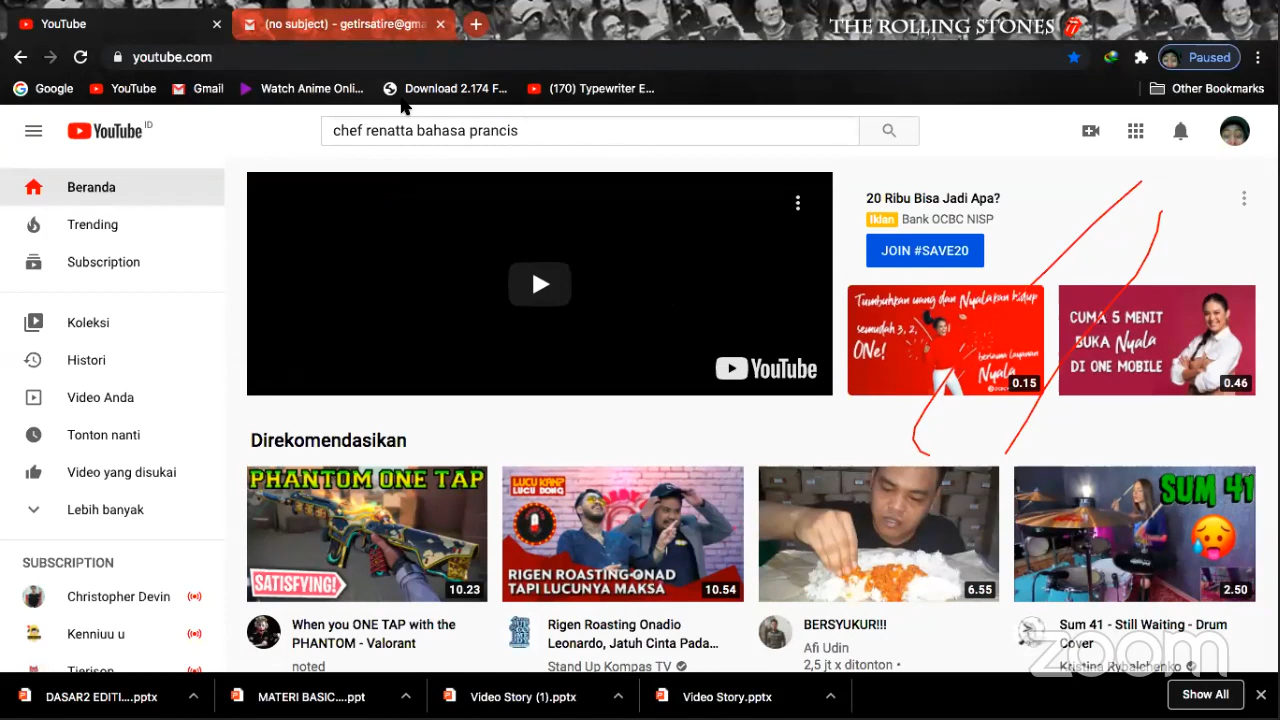 YouTube
(no subject) - getirsatire@gma
THE ROLLING STONES
youtube.com
Paused
Google
YouTube
Gmail
Watch Anime Onli...
Download 2.174 F...
(170) Typewriter E...
Other Bookmarks
YouTube ID
chef renatta bahasa prancis
Beranda
Trending
Subscription
Koleksi
Histori
Video Anda
Tonton nanti
Video yang disukai
Lebih banyak
SUBSCRIPTION
Christopher Devin
Kenniuu u
Tierison
YouTube
20 Ribu Bisa Jadi Apa?
Iklan Bank OCBC NISP
JOIN #SAVE20
Tumbuhkan uang dan Nyalakan hidup
semudah 3, 2,
ONe!
bersama layanan
Nyala
0.15
CUMA 5 MENIT
BUKA Nyala
DI ONE MOBILE
0.46
Direkomendasikan
PHANTOM ONE TAP
SATISFYING!
10.23
When you ONE TAP with the
PHANTOM - Valorant
noted
LUCU KAN?
LUCU DONG
RIGEN ROASTING ONAD
TAPI LUCUNYA MAKSA
10.54
Rigen Roasting Onadio
Leonardo, Jatuh Cinta Pada...
Stand Up Kompas TV
6.55
BERSYUKUR!!!
Afi Udin
2,5 jt x ditonton •
SUM 41
2.50
Sum 41 - Still Waiting - Drum
Cover
Kristina Rybalchenko
zoom
DASAR2 EDITI....pptx
MATERI BASIC....ppt
Video Story (1).pptx
Video Story.pptx
Show All